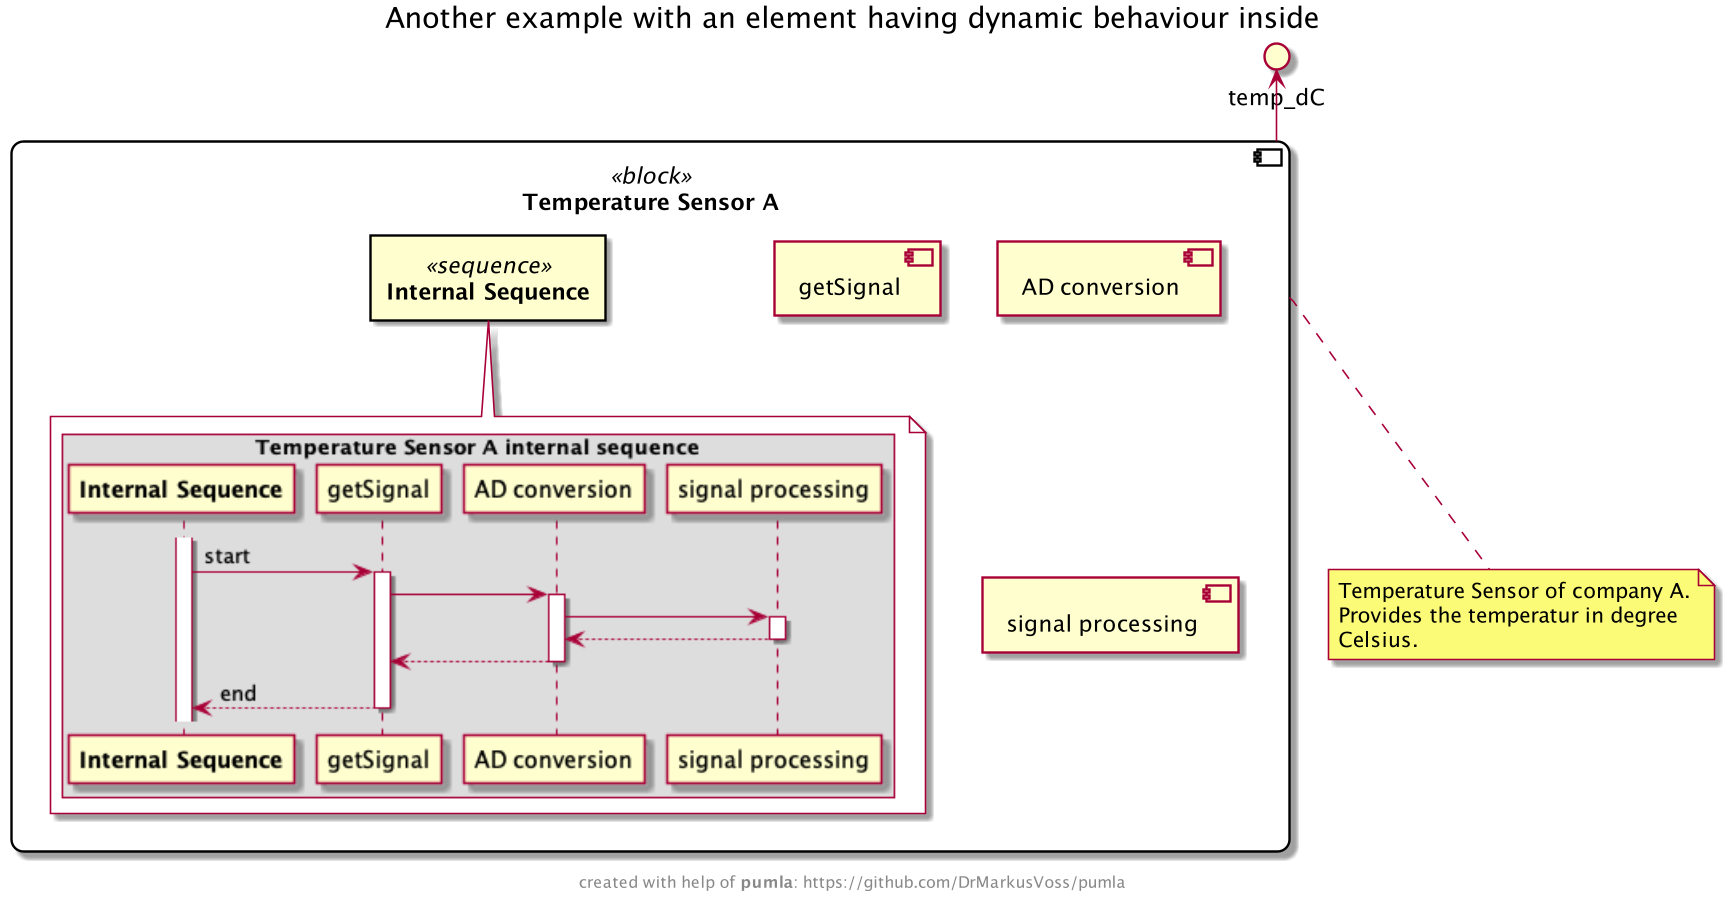 Another example with an element having dynamic behaviour inside
temp_dC
«block»
Temperature Sensor A
«sequence»
Internal Sequence
getSignal
AD conversion
Temperature Sensor A internal sequence
Internal Sequence
getSignal
AD conversion
signal processing
start
end
Internal Sequence
getSignal
AD conversion
signal processing
signal processing
Temperature Sensor of company A.
Provides the temperatur in degree
Celsius.
created with help of pumla: https://github.com/DrMarkusVoss/pumla